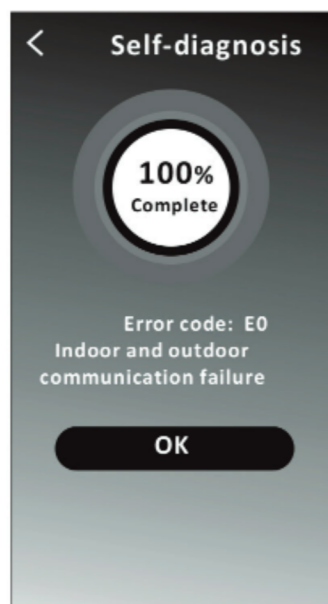 Self-diagnosis
100%
Complete
Error code: E0
Indoor and outdoor
communication failure
OK